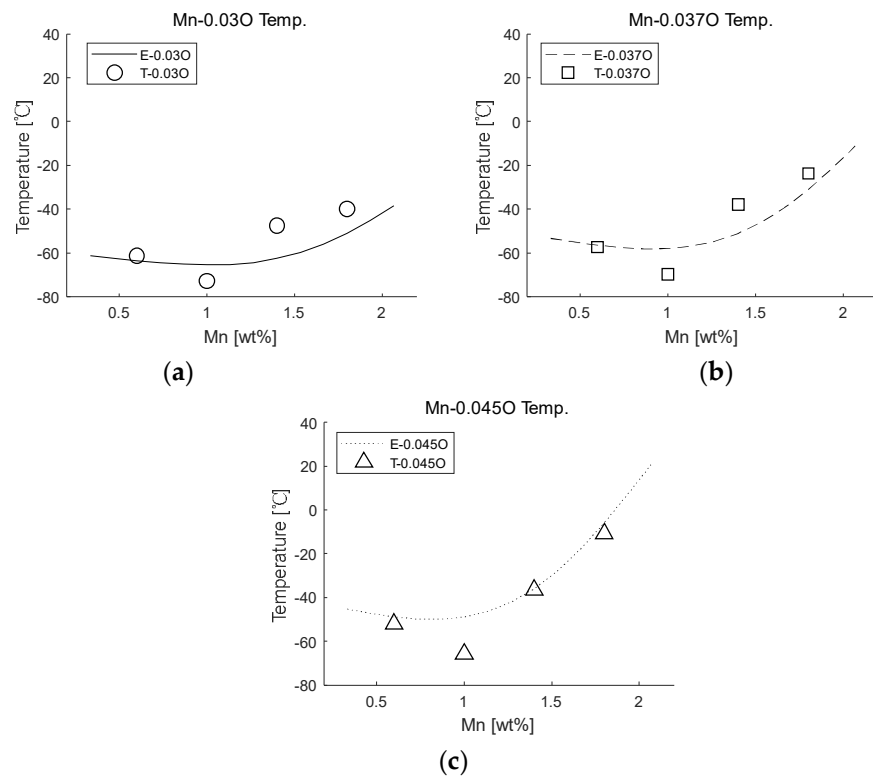 Mn-0.03O Temp.
40
20
0
-20
-40
-60
-80
Temperature [℃]
E-0.03O
T-0.03O
0.5
1
1.5
2
Mn [wt%]
(a)
Mn-0.037O Temp.
40
20
0
-20
-40
-60
-80
Temperature [℃]
E-0.037O
T-0.037O
0.5
1
1.5
2
Mn [wt%]
(b)
Mn-0.045O Temp.
40
20
0
-20
-40
-60
-80
Temperature [℃]
E-0.045O
T-0.045O
0.5
1
1.5
2
Mn [wt%]
(c)